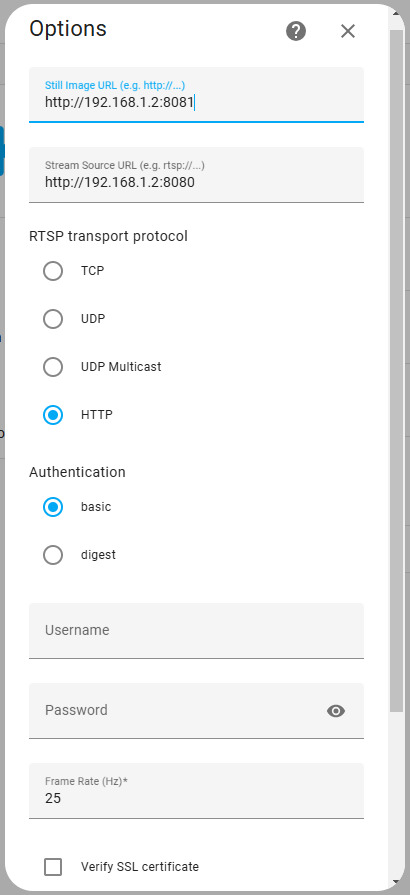 Options
Still Image URL (e.g. http://...)
http://192.168.1.2:8081
Stream Source URL (e.g. rtsp://...)
http://192.168.1.2:8080
RTSP transport protocol
TCP
UDP
UDP Multicast
HTTP
Authentication
basic
digest
Username
Password
Frame Rate (Hz)*
25
Verify SSL certificate